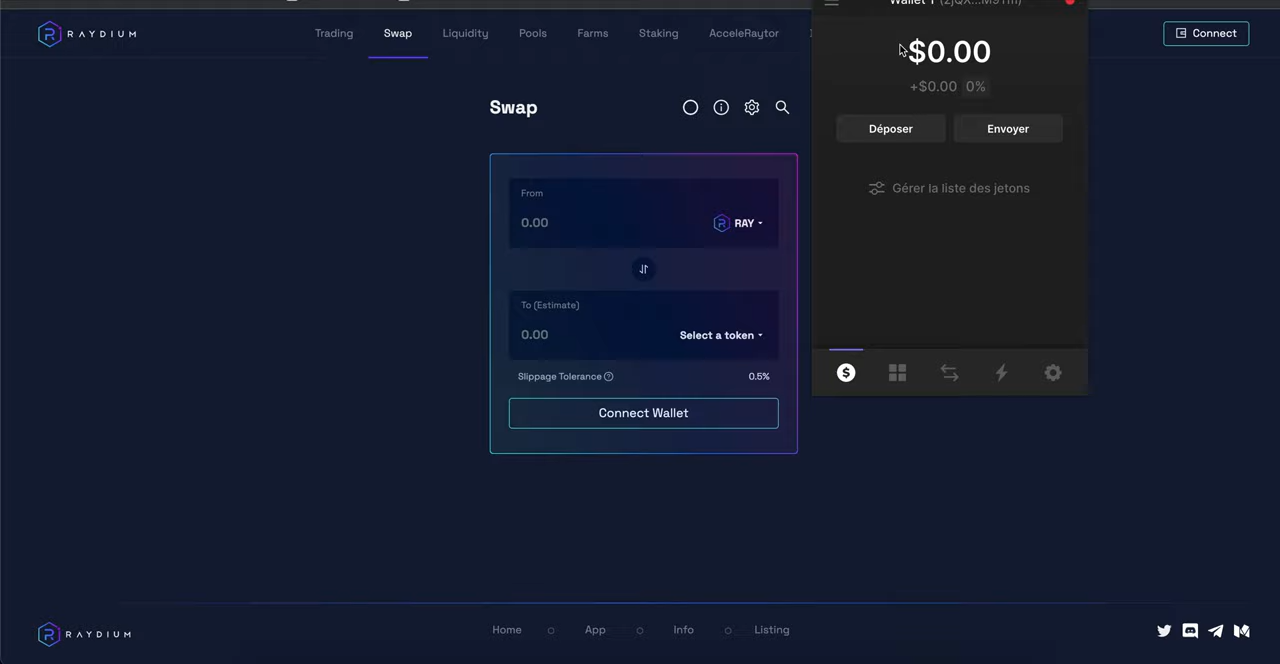 RAYDIUM
Trading
Swap
Liquidity
Pools
Farms
Staking
AcceleRaytor
Connect
Swap
From
0.00
RAY
To (Estimate)
0.00
Select a token
Slippage Tolerance
0.5%
Connect Wallet
$0.00
+$0.00 0%
Déposer
Envoyer
Gérer la liste des jetons
RAYDIUM
Home
App
Info
Listing